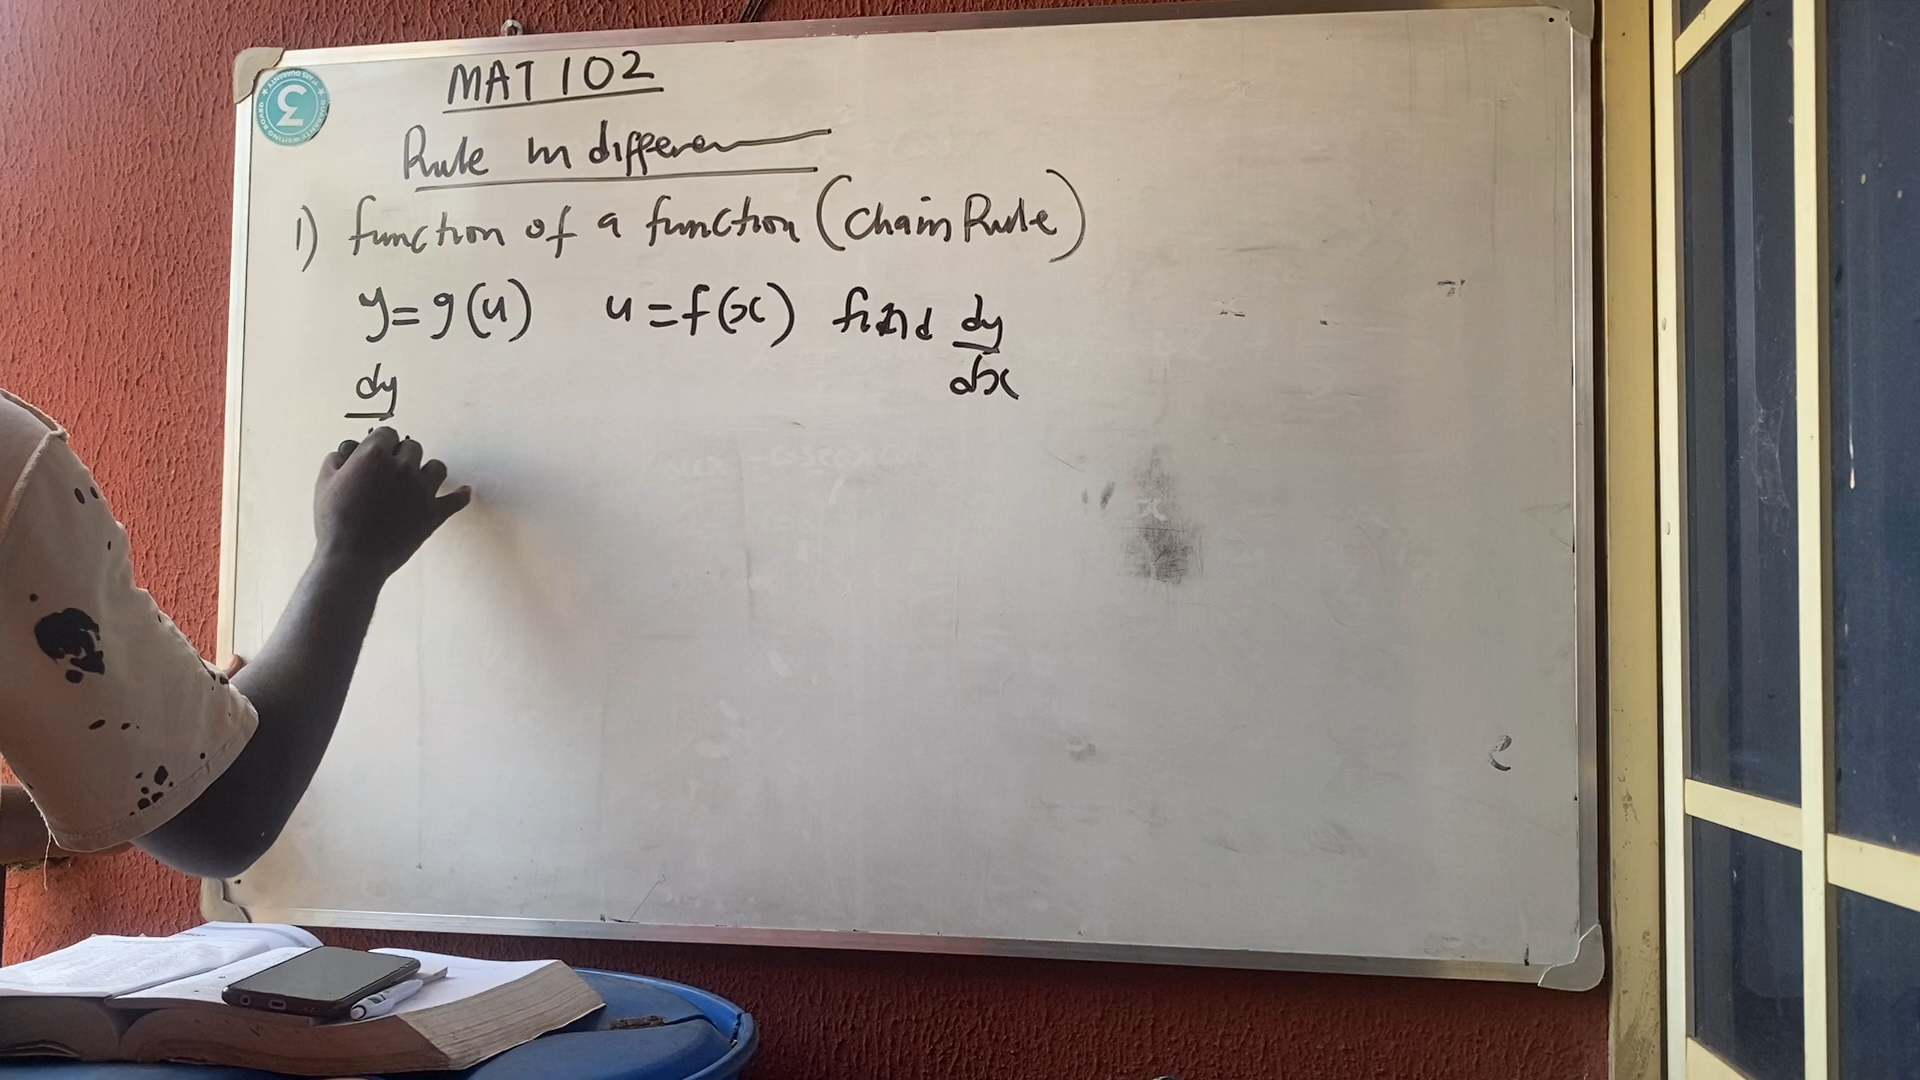 MAT 102
Rule in differen
1) function of a function (Chain Rule)
y = g(u) u = f(x) find dy/dx
dy